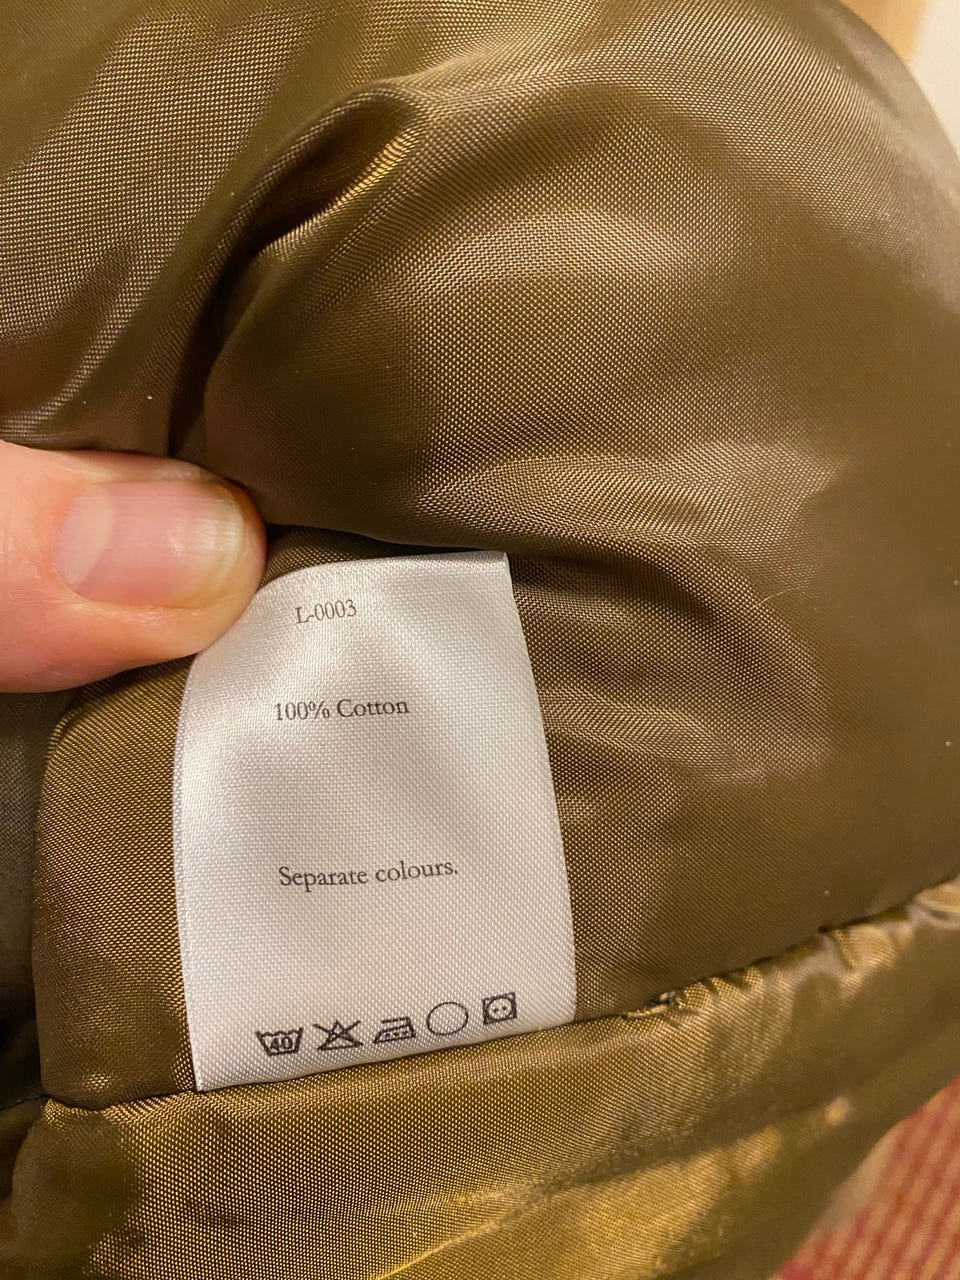 L-0003
100% Cotton
Separate colours.
40